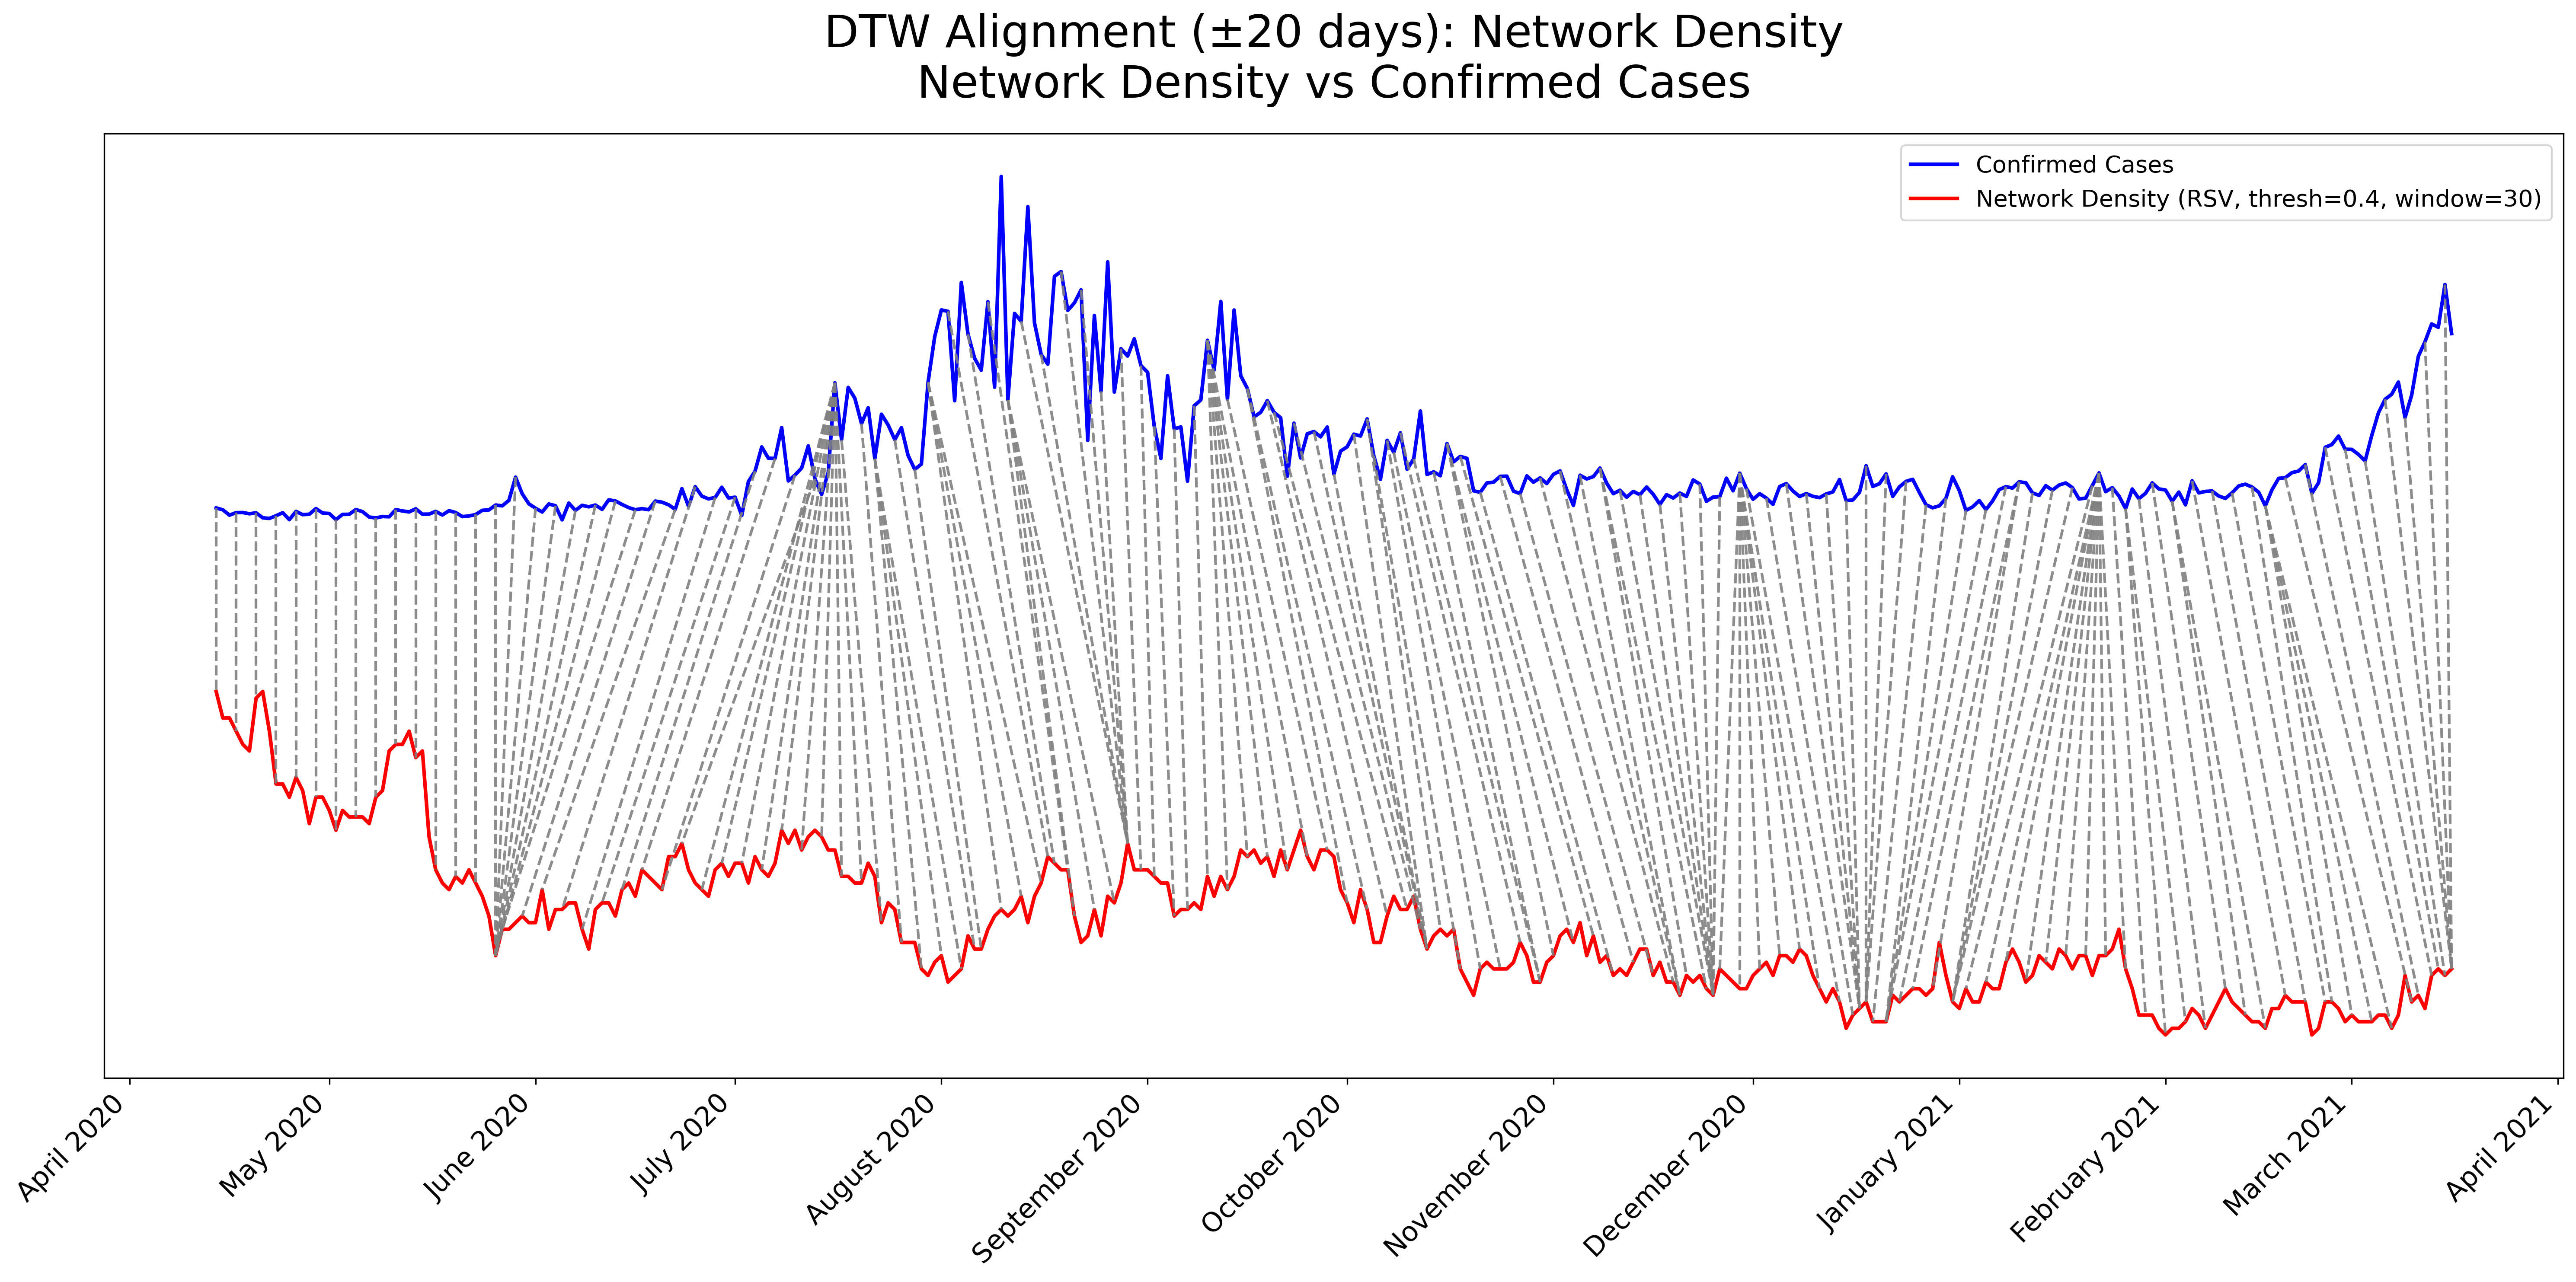 DTW Alignment (±20 days): Network Density
Network Density vs Confirmed Cases
Confirmed Cases
Network Density (RSV, thresh=0.4, window=30)
April 2020
May 2020
June 2020
July 2020
August 2020
September 2020
October 2020
November 2020
December 2020
January 2021
February 2021
March 2021
April 2021